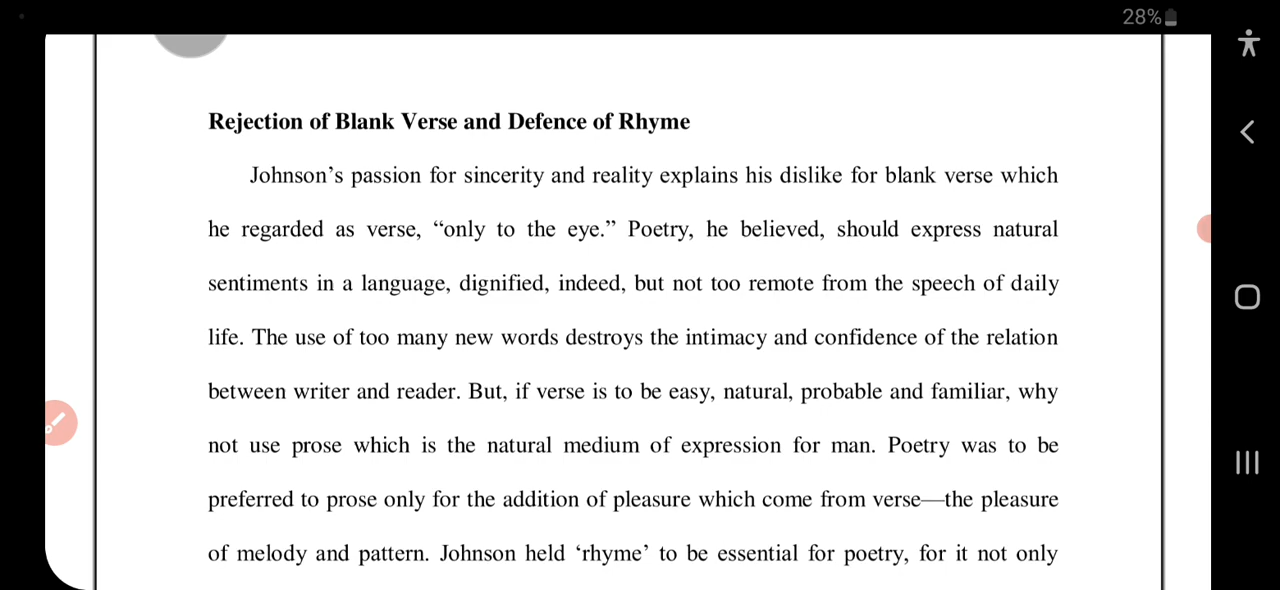 28%
Rejection of Blank Verse and Defence of Rhyme
Johnson’s passion for sincerity and reality explains his dislike for blank verse which
he regarded as verse, “only to the eye.” Poetry, he believed, should express natural
sentiments in a language, dignified, indeed, but not too remote from the speech of daily
life. The use of too many new words destroys the intimacy and confidence of the relation
between writer and reader. But, if verse is to be easy, natural, probable and familiar, why
not use prose which is the natural medium of expression for man. Poetry was to be
preferred to prose only for the addition of pleasure which come from verse—the pleasure
of melody and pattern. Johnson held ‘rhyme’ to be essential for poetry, for it not only